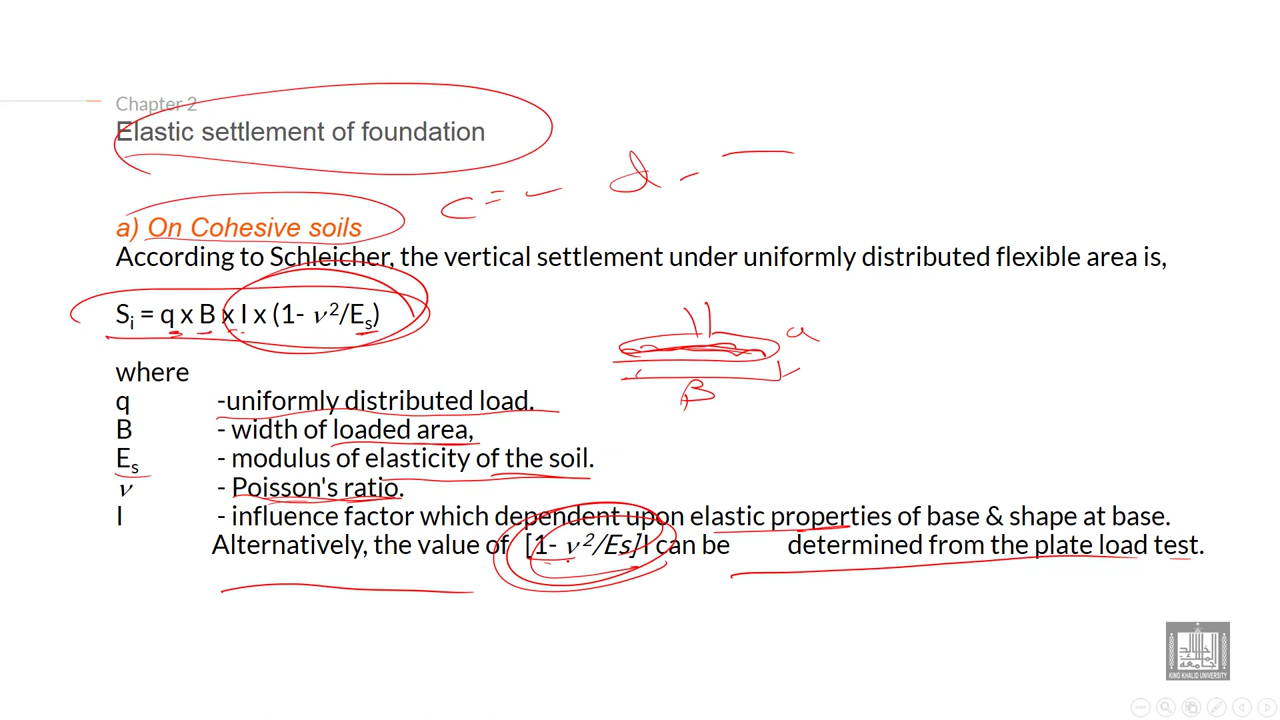 Chapter 2
Elastic settlement of foundation
c = - d -
a) On Cohesive soils
According to Schleicher, the vertical settlement under uniformly distributed flexible area is,
Si = q x B x I x (1- ν²/Es)
where
q -uniformly distributed load.
B - width of loaded area,
Es - modulus of elasticity of the soil.
ν - Poisson's ratio.
I - influence factor which dependent upon elastic properties of base & shape at base.
Alternatively, the value of [1- ν²/Es]I can be determined from the plate load test.
B
KING KHALID UNIVERSITY